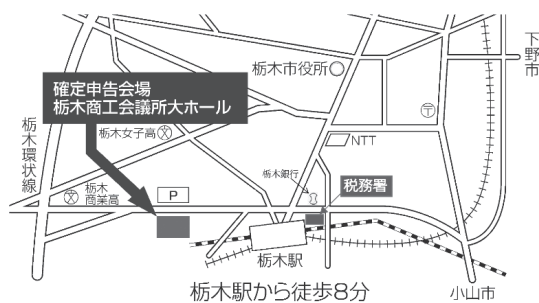 下野市
栃木市役所
確定申告会場
栃木商工会議所大ホール
〒
栃木環状線
栃木女子高
文
NTT
栃木銀行
税務署
文
栃木
商業高
P
栃木駅
小山市
栃木駅から徒歩8分